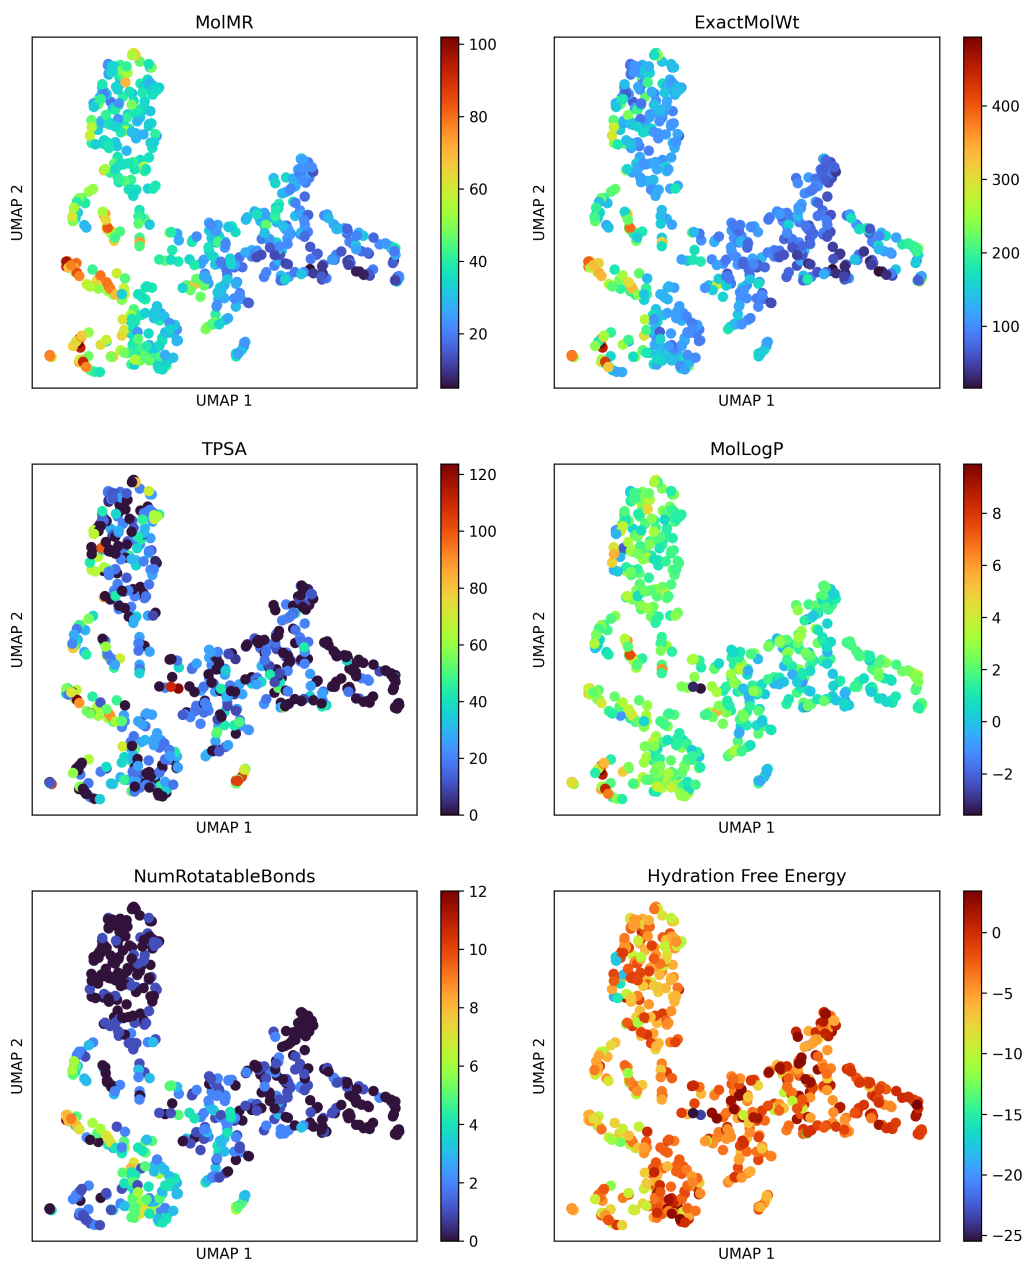 MolMR
UMAP 2
UMAP 1
100
80
60
40
20
ExactMolWt
UMAP 2
UMAP 1
400
300
200
100
TPSA
UMAP 2
UMAP 1
120
100
80
60
40
20
0
MolLogP
UMAP 2
UMAP 1
8
6
4
2
0
−2
NumRotatableBonds
UMAP 2
UMAP 1
12
10
8
6
4
2
0
Hydration Free Energy
UMAP 2
UMAP 1
0
−5
−10
−15
−20
−25